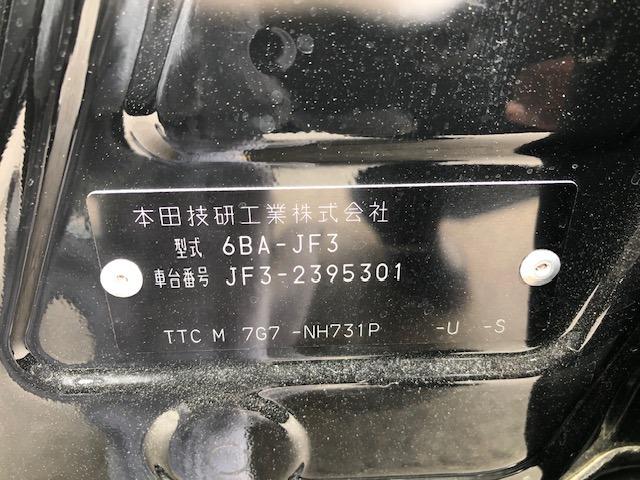 本田技研工業株式会社
型式 6BA-JF3
車台番号 JF3-2395301
TTC M 7G7 -NH731P -U -S